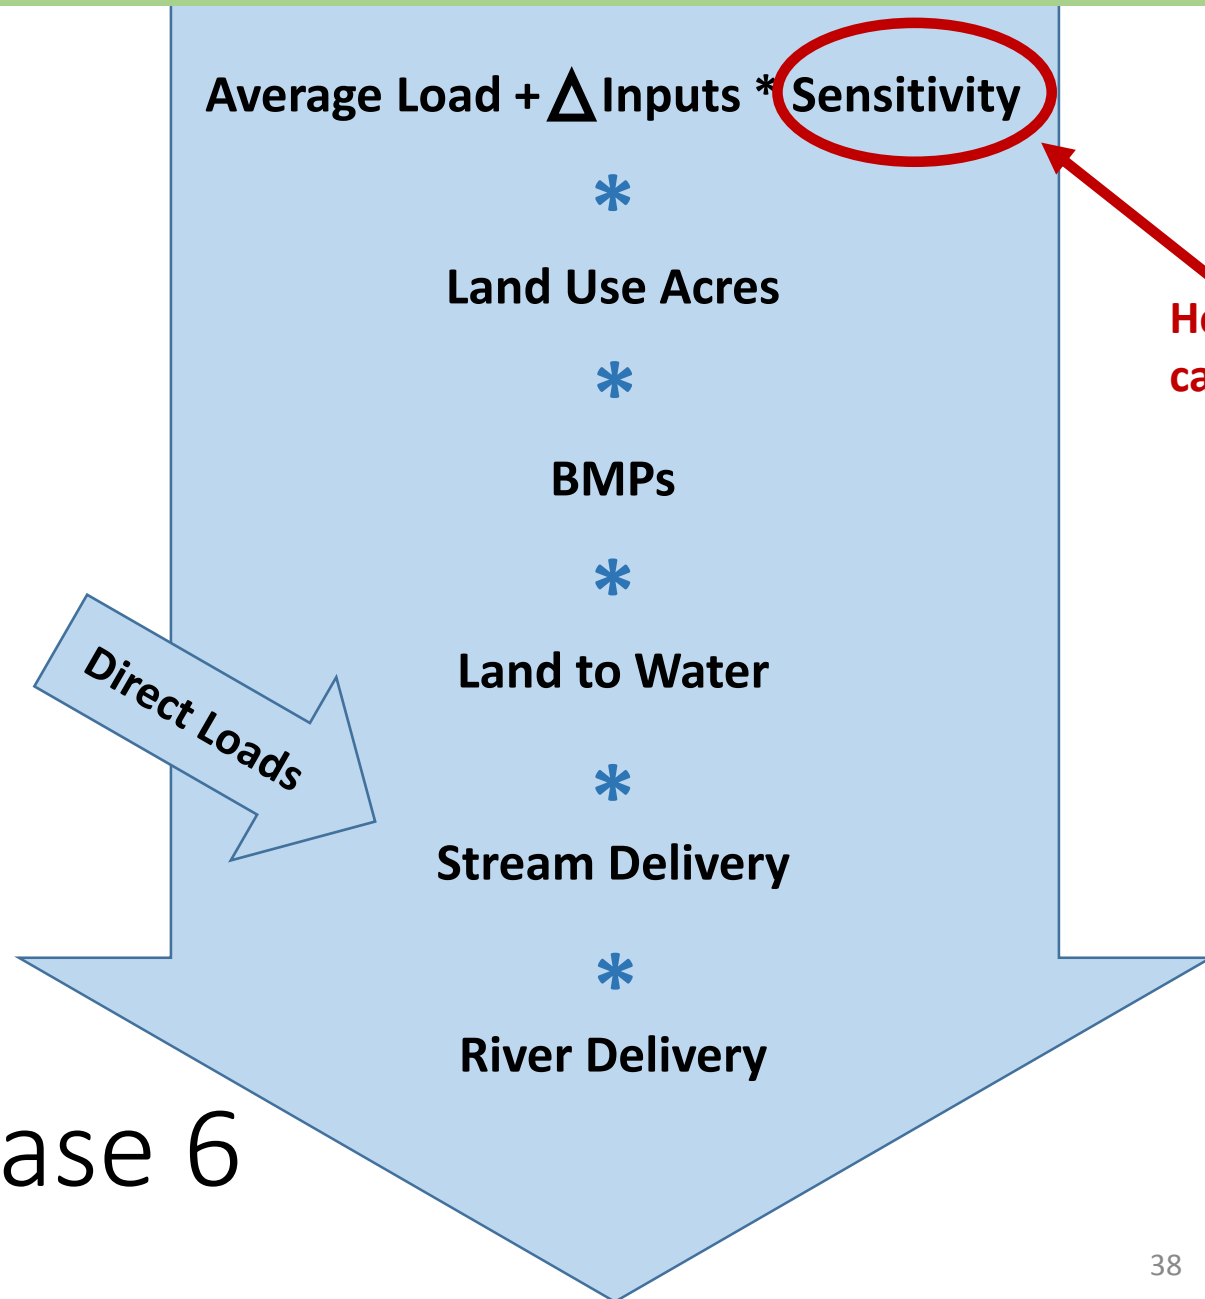 Average Load + Δ Inputs * Sensitivity
*
Land Use Acres
*
BMPs
*
Land to Water
Direct Loads
*
Stream Delivery
*
River Delivery
ase 6
38